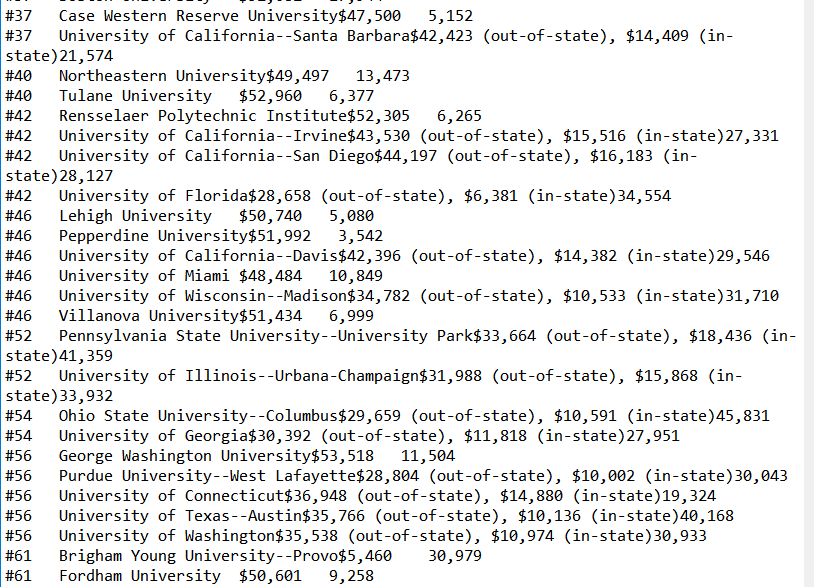 #37   Case Western Reserve University$47,500   5,152
#37   University of California--Santa Barbara$42,423 (out-of-state), $14,409 (in-
state)21,574
#40   Northeastern University$49,497   13,473
#40   Tulane University   $52,960   6,377
#42   Rensselaer Polytechnic Institute$52,305   6,265
#42   University of California--Irvine$43,530 (out-of-state), $15,516 (in-state)27,331
#42   University of California--San Diego$44,197 (out-of-state), $16,183 (in-
state)28,127
#42   University of Florida$28,658 (out-of-state), $6,381 (in-state)34,554
#46   Lehigh University   $50,740   5,080
#46   Pepperdine University$51,992   3,542
#46   University of California--Davis$42,396 (out-of-state), $14,382 (in-state)29,546
#46   University of Miami $48,484   10,849
#46   University of Wisconsin--Madison$34,782 (out-of-state), $10,533 (in-state)31,710
#46   Villanova University$51,434   6,999
#52   Pennsylvania State University--University Park$33,664 (out-of-state), $18,436 (in-
state)41,359
#52   University of Illinois--Urbana-Champaign$31,988 (out-of-state), $15,868 (in-
state)33,932
#54   Ohio State University--Columbus$29,659 (out-of-state), $10,591 (in-state)45,831
#54   University of Georgia$30,392 (out-of-state), $11,818 (in-state)27,951
#56   George Washington University$53,518   11,504
#56   Purdue University--West Lafayette$28,804 (out-of-state), $10,002 (in-state)30,043
#56   University of Connecticut$36,948 (out-of-state), $14,880 (in-state)19,324
#56   University of Texas--Austin$35,766 (out-of-state), $10,136 (in-state)40,168
#56   University of Washington$35,538 (out-of-state), $10,974 (in-state)30,933
#61   Brigham Young University--Provo$5,460    30,979
#61   Fordham University  $50,601   9,258